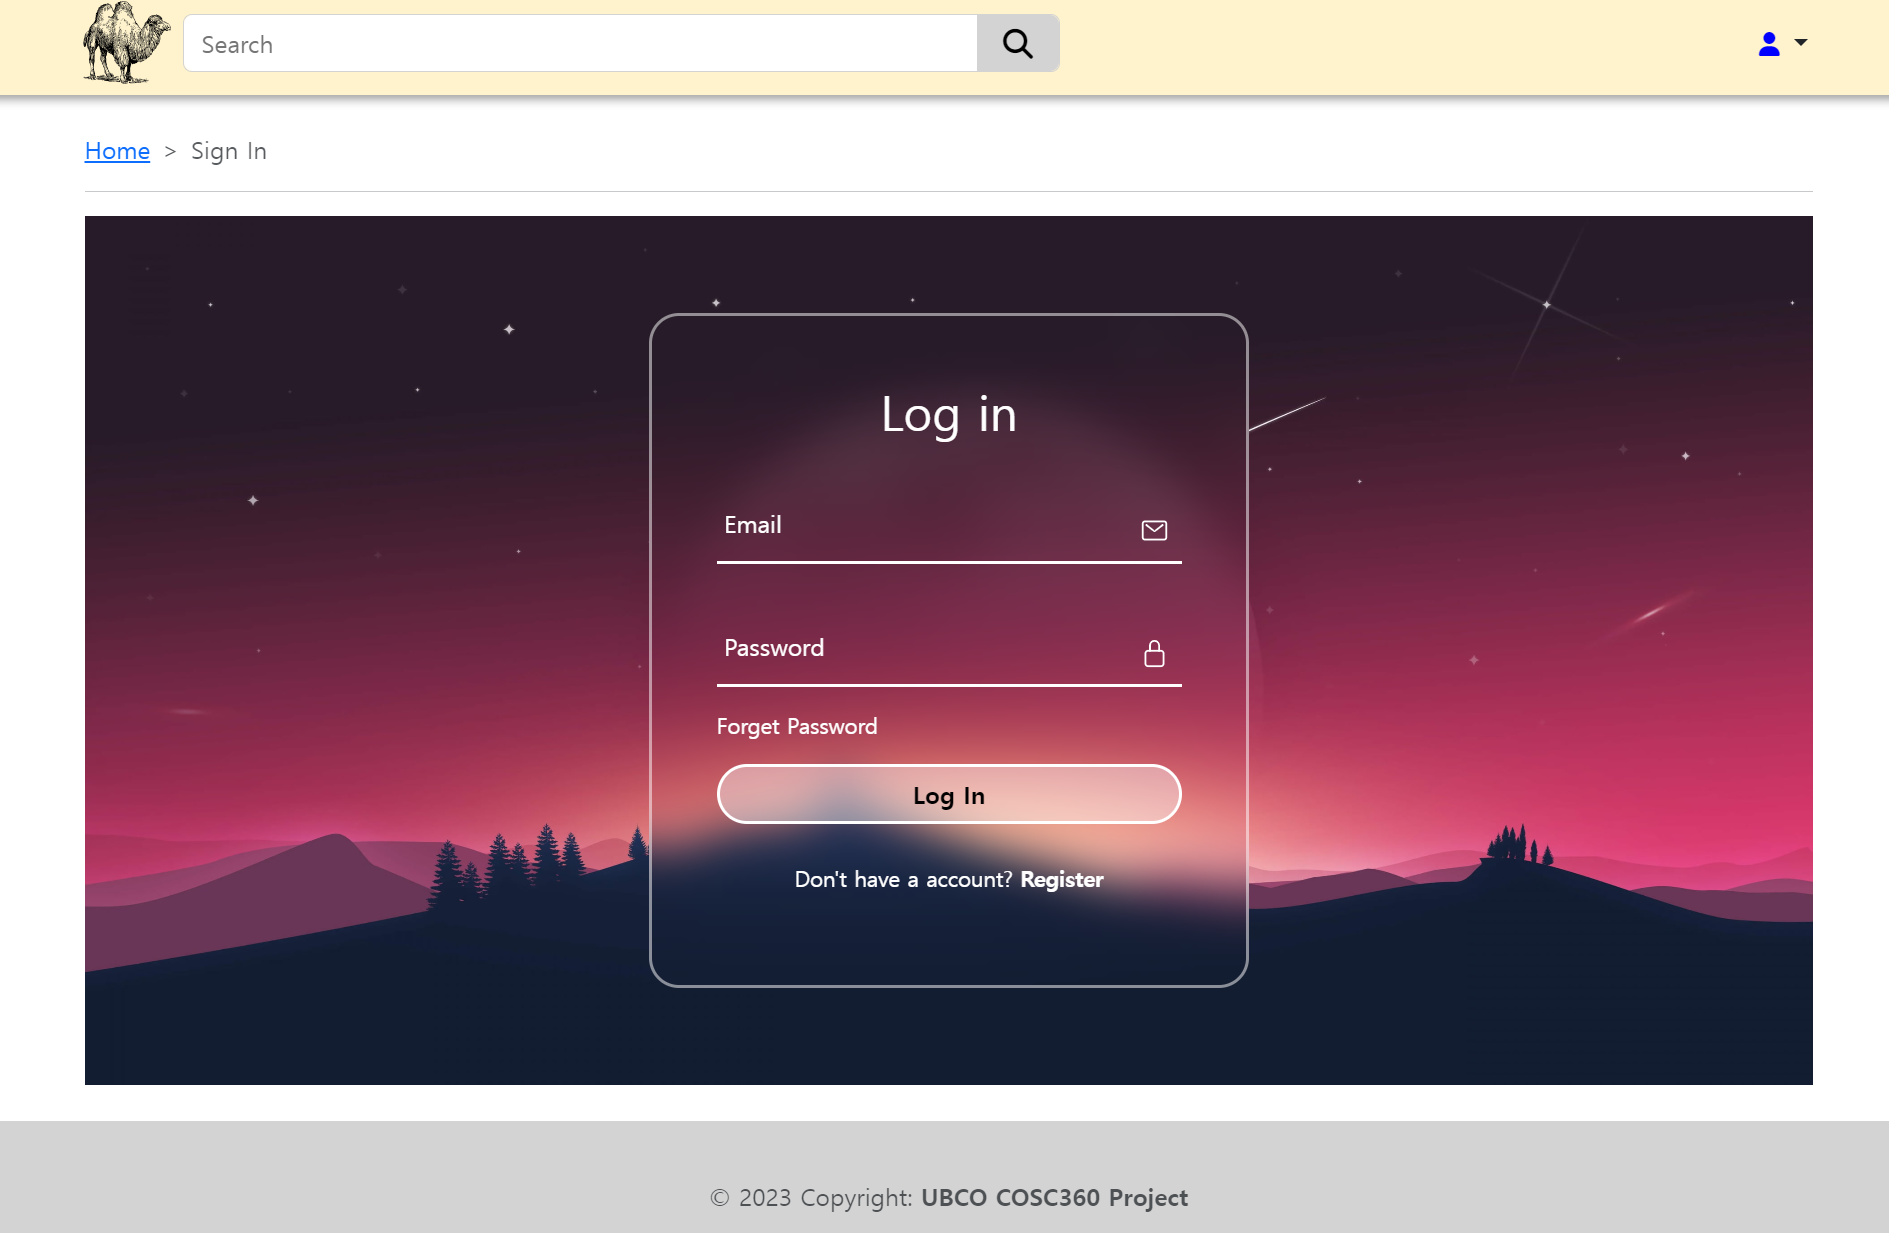 Search
Home > Sign In
Log in
Email
Password
Forget Password
Log In
Don't have a account? Register
© 2023 Copyright: UBCO COSC360 Project